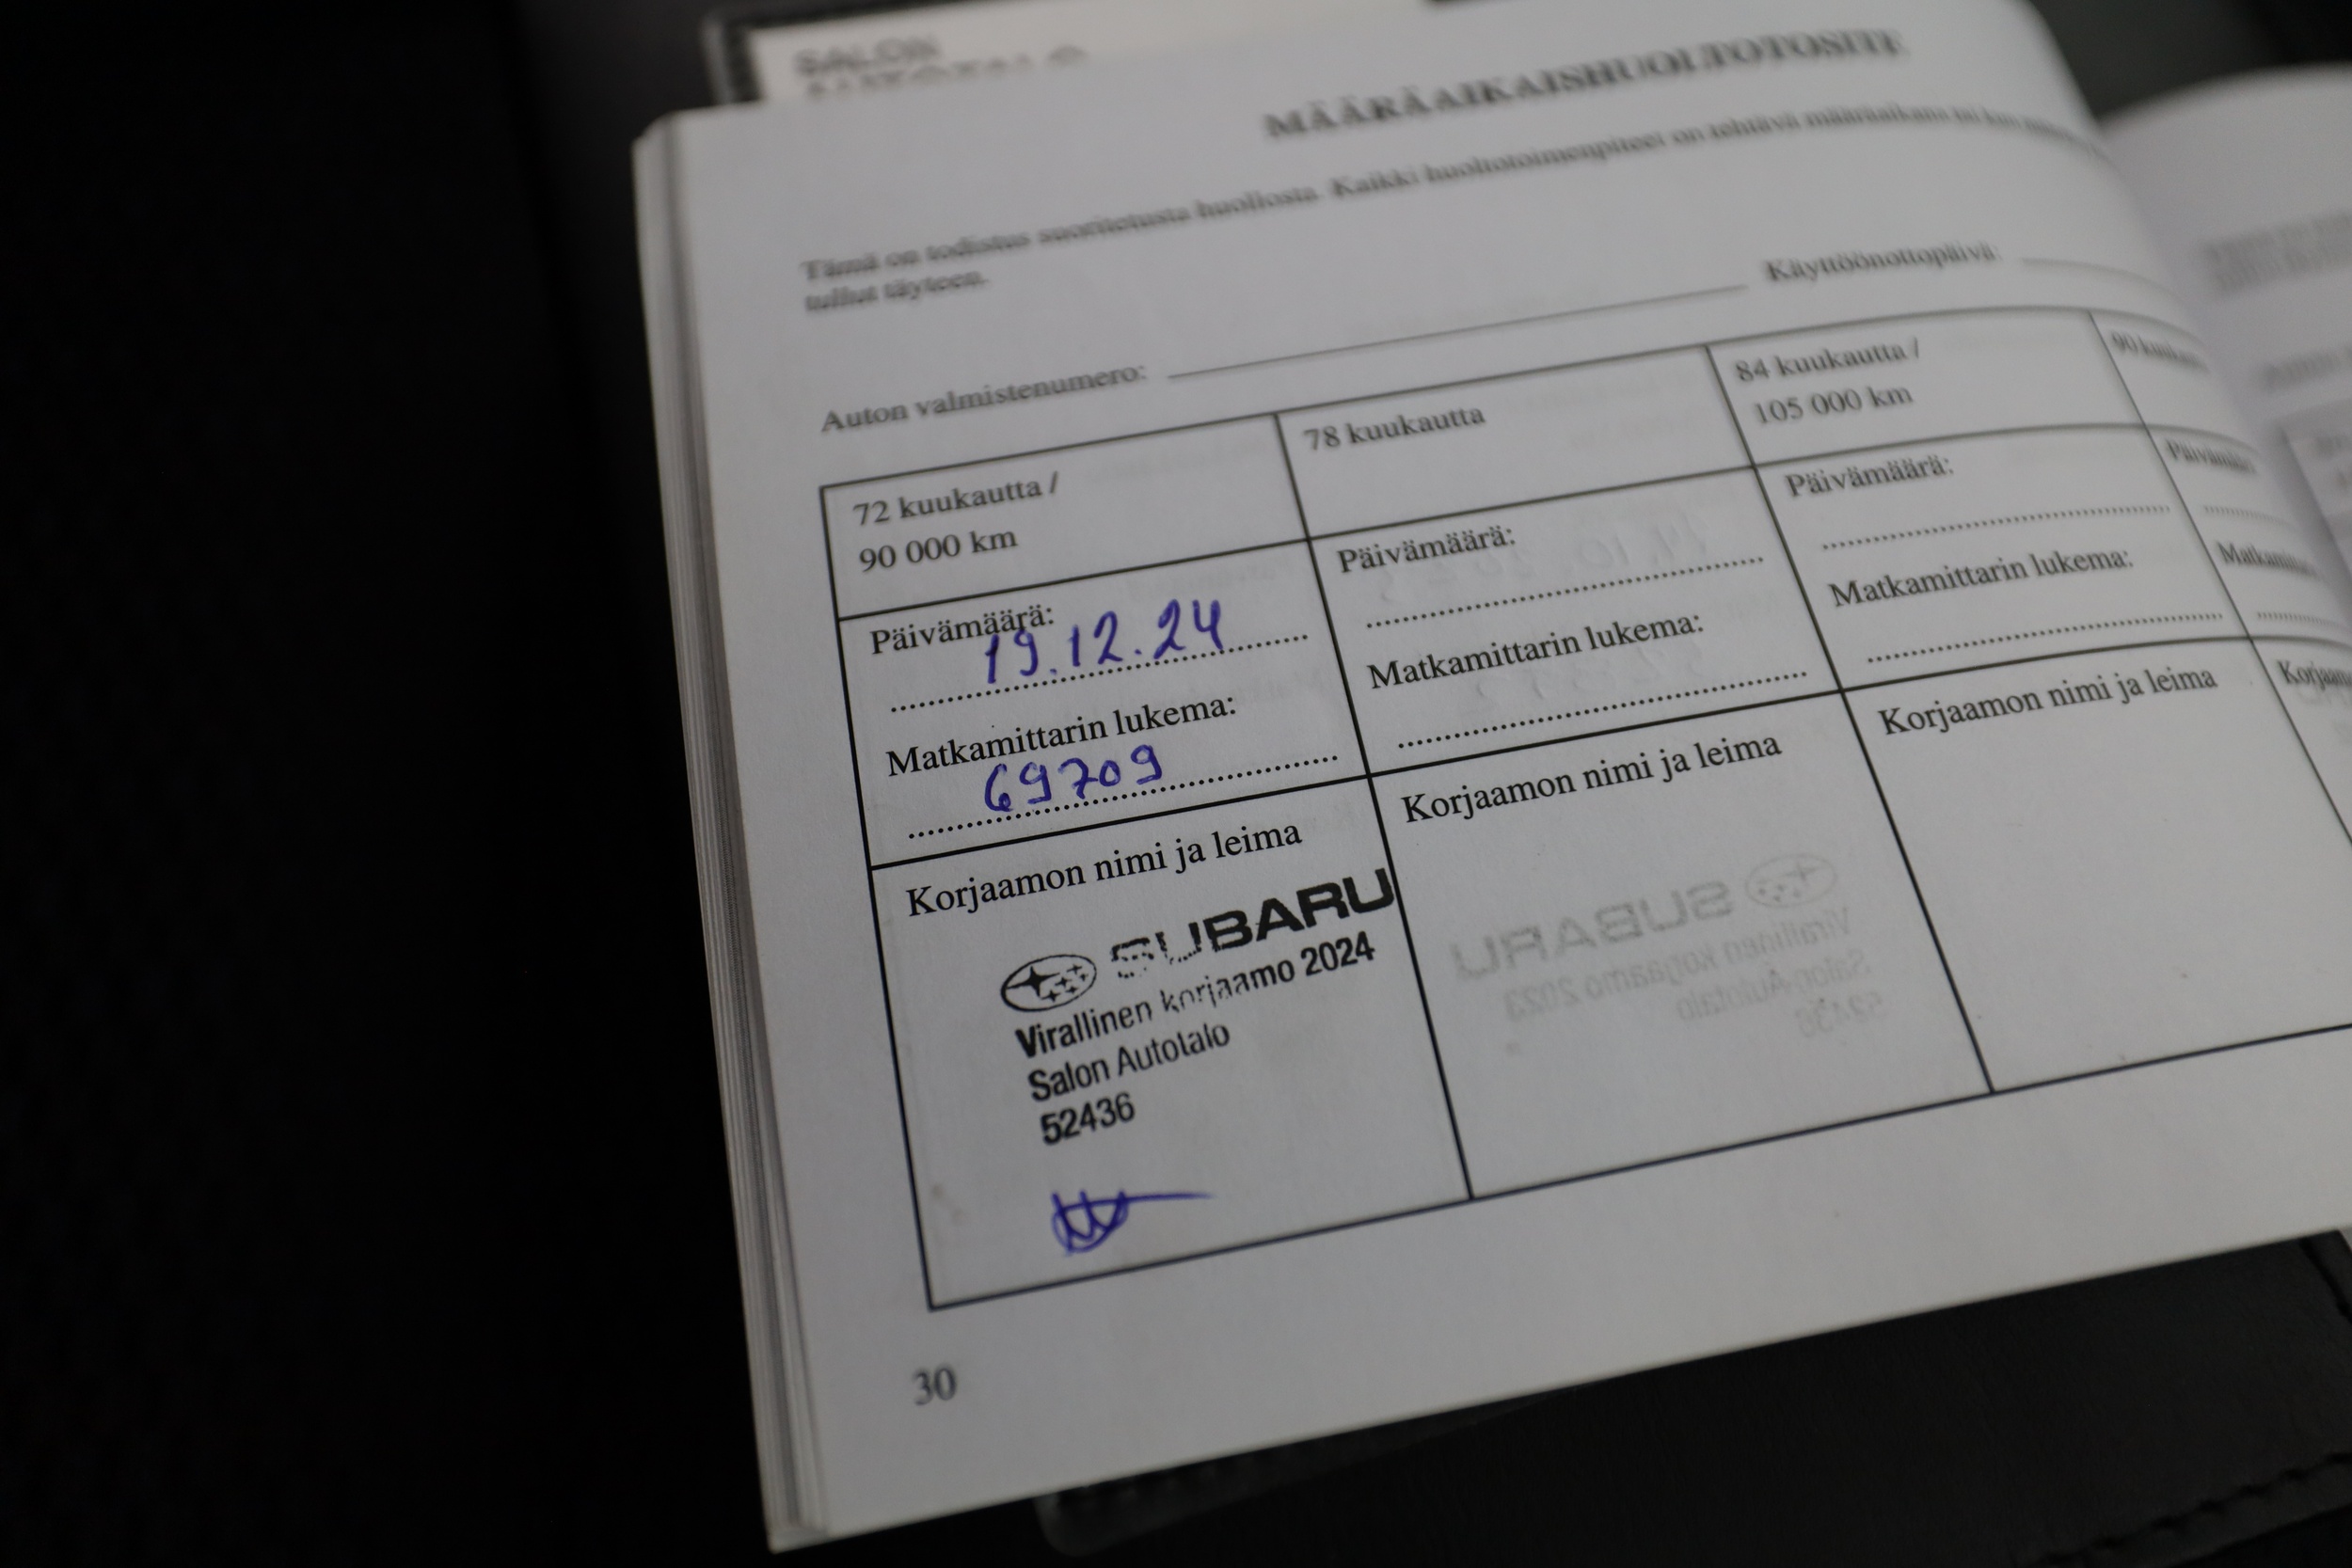 SALON
AUTOTALO
MÄÄRÄAIKAISHUOLTOTOSITE
Tämä on todistus suoritetusta huollosta. Kaikki huoltotoimenpiteet on tehtävä määräaikana tai kun
tullut täyteen.
Auton valmistenumero: Käyttöönottopäivä:
72 kuukautta /
90 000 km
Päivämäärä:
19.12.24
Matkamittarin lukema:
69709
Korjaamon nimi ja leima
SUBARU
Virallinen korjaamo 2024
Salon Autotalo
52436
78 kuukautta
Päivämäärä:
Matkamittarin lukema:
Korjaamon nimi ja leima
84 kuukautta /
105 000 km
Päivämäärä:
Matkamittarin lukema:
Korjaamon nimi ja leima
90
30